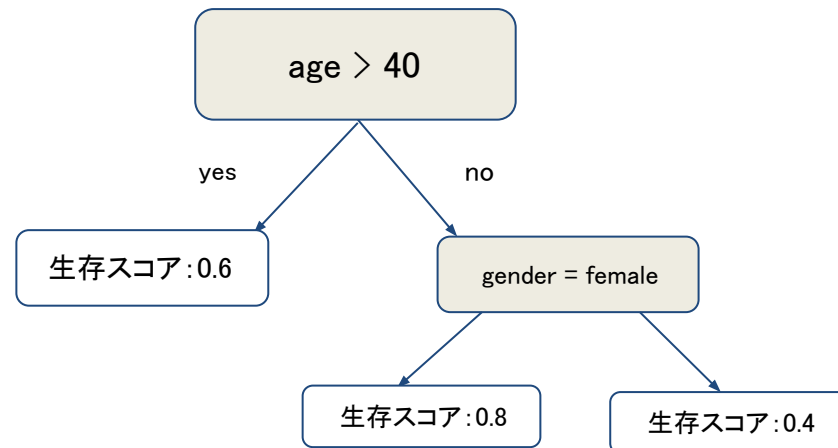 age > 40
yes
no
生存スコア：0.6
gender = female
生存スコア：0.8
生存スコア：0.4